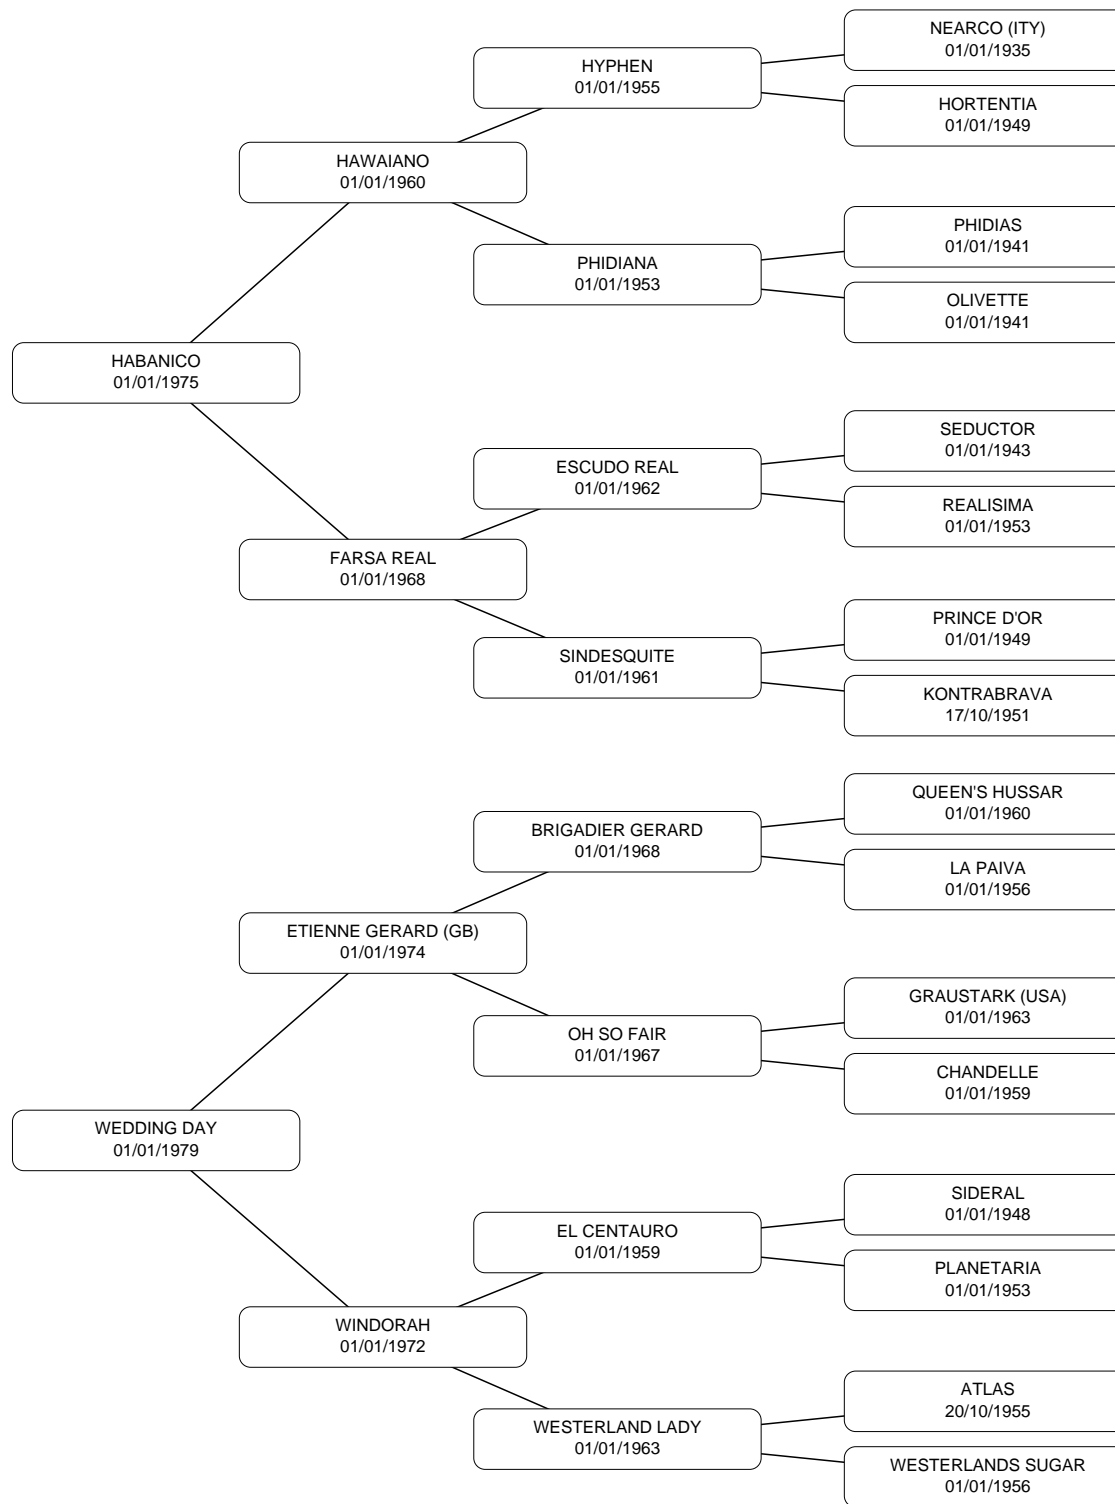 NEARCO (ITY)
01/01/1935
HYPHEN
01/01/1955
HORTENTIA
01/01/1949
HAWAIANO
01/01/1960
PHIDIAS
01/01/1941
PHIDIANA
01/01/1953
OLIVETTE
01/01/1941
HABANICO
01/01/1975
SEDUCTOR
01/01/1943
ESCUDO REAL
01/01/1962
REALISIMA
01/01/1953
FARSA REAL
01/01/1968
PRINCE D'OR
01/01/1949
SINDESQUITE
01/01/1961
KONTRABRAVA
17/10/1951
QUEEN'S HUSSAR
01/01/1960
BRIGADIER GERARD
01/01/1968
LA PAIVA
01/01/1956
ETIENNE GERARD (GB)
01/01/1974
GRAUSTARK (USA)
01/01/1963
OH SO FAIR
01/01/1967
CHANDELLE
01/01/1959
WEDDING DAY
01/01/1979
SIDERAL
01/01/1948
EL CENTAURO
01/01/1959
PLANETARIA
01/01/1953
WINDORAH
01/01/1972
ATLAS
20/10/1955
WESTERLAND LADY
01/01/1963
WESTERLANDS SUGAR
01/01/1956